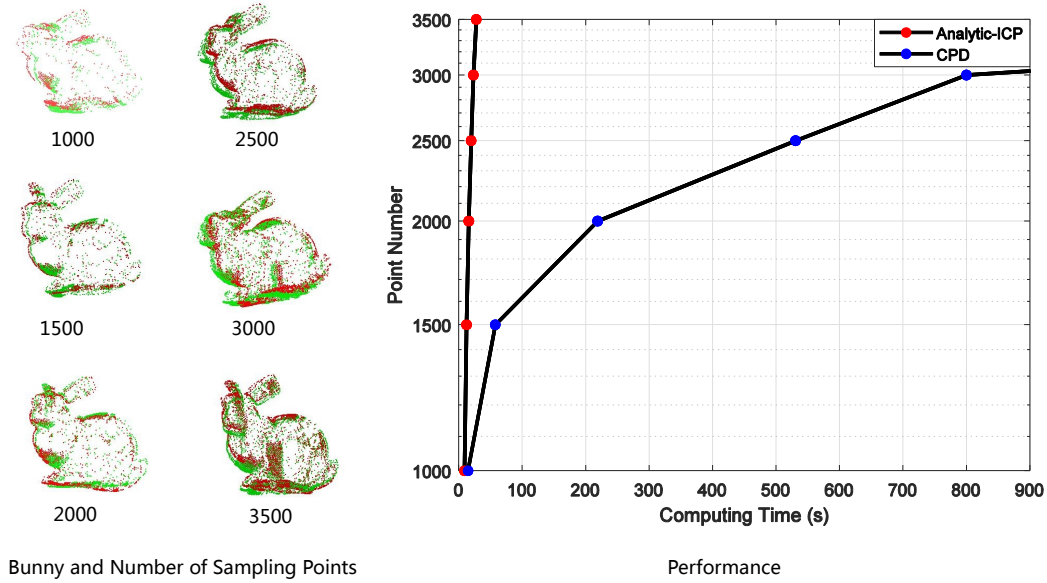 1000
2500
1500
3000
2000
3500
Bunny and Number of Sampling Points
3500
3000
2500
2000
1500
1000
Point Number
0 100 200 300 400 500 600 700 800 900
Computing Time (s)
Analytic-ICP
CPD
Performance